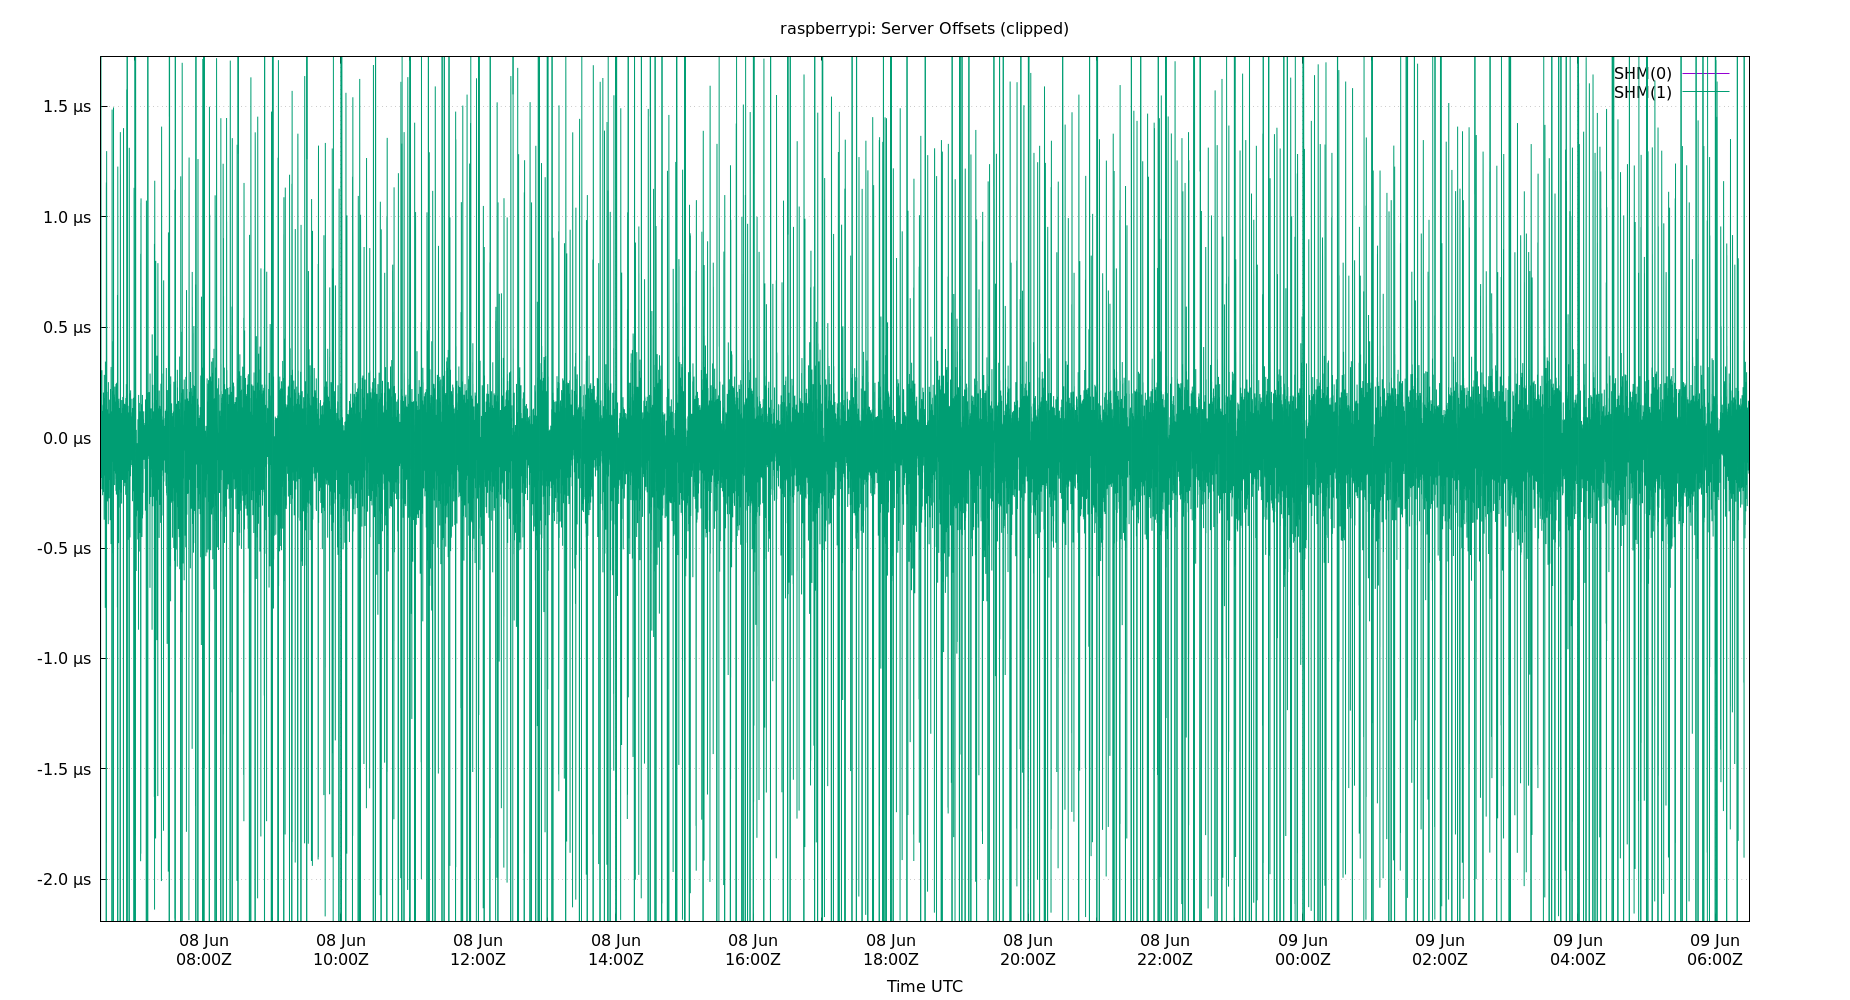 raspberrypi: Server Offsets (clipped)
SHM(0)
SHM(1)
1.5 µs
1.0 µs
0.5 µs
0.0 µs
-0.5 µs
-1.0 µs
-1.5 µs
-2.0 µs
08 Jun 08 Jun 08 Jun 08 Jun 08 Jun 08 Jun 08 Jun 08 Jun 09 Jun 09 Jun 09 Jun 09 Jun
08:00Z 10:00Z 12:00Z 14:00Z 16:00Z 18:00Z 20:00Z 22:00Z 00:00Z 02:00Z 04:00Z 06:00Z
Time UTC